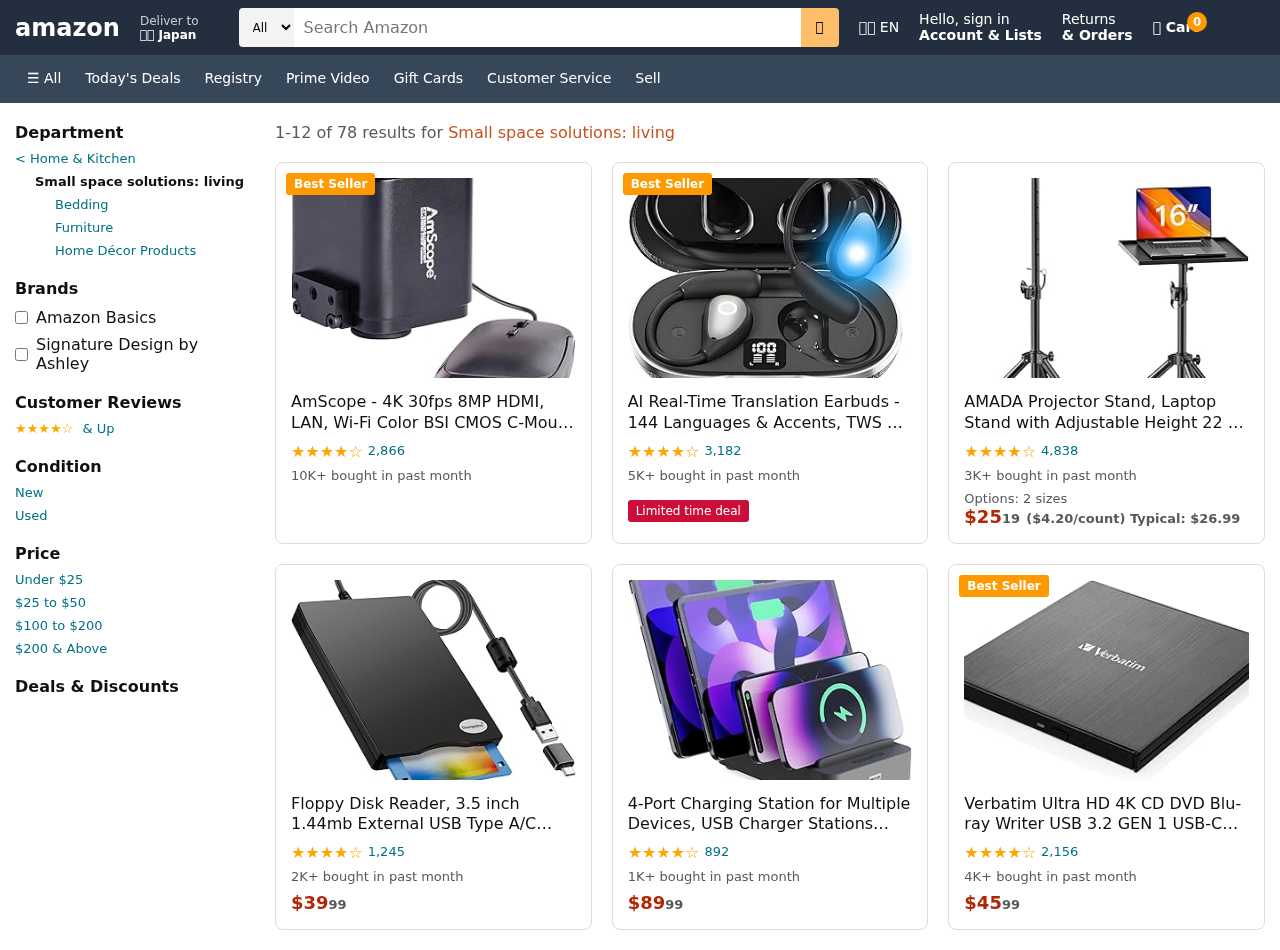 amazon
Deliver to
Japan
All
Search Amazon
EN
Hello, sign in
Account & Lists
Returns
& Orders
0
☰ All
Today's Deals
Registry
Prime Video
Gift Cards
Customer Service
Sell
Department
< Home & Kitchen
Small space solutions: living
Bedding
Furniture
Home Décor Products
Brands
Amazon Basics
Signature Design by
Ashley
Customer Reviews
★★★★☆ & Up
Condition
New
Used
Price
Under $25
$25 to $50
$100 to $200
$200 & Above
Deals & Discounts
1-12 of 78 results for Small space solutions: living
Best Seller
AmScope
AmScope - 4K 30fps 8MP HDMI,
LAN, Wi-Fi Color BSI CMOS C-Mou…
★★★★☆ 2,866
10K+ bought in past month
Best Seller
L
R
100
L R
AI Real-Time Translation Earbuds -
144 Languages & Accents, TWS …
★★★★☆ 3,182
5K+ bought in past month
Limited time deal
16”
AMADA Projector Stand, Laptop
Stand with Adjustable Height 22 …
★★★★☆ 4,838
3K+ bought in past month
Options: 2 sizes
$25 19 ($4.20/count) Typical: $26.99
Floppy Disk Reader, 3.5 inch
1.44mb External USB Type A/C…
★★★★☆ 1,245
2K+ bought in past month
$39 99
4-Port Charging Station for Multiple
Devices, USB Charger Stations…
★★★★☆ 892
1K+ bought in past month
$89 99
Best Seller
Verbatim
Verbatim Ultra HD 4K CD DVD Blu-
ray Writer USB 3.2 GEN 1 USB-C…
★★★★☆ 2,156
4K+ bought in past month
$45 99